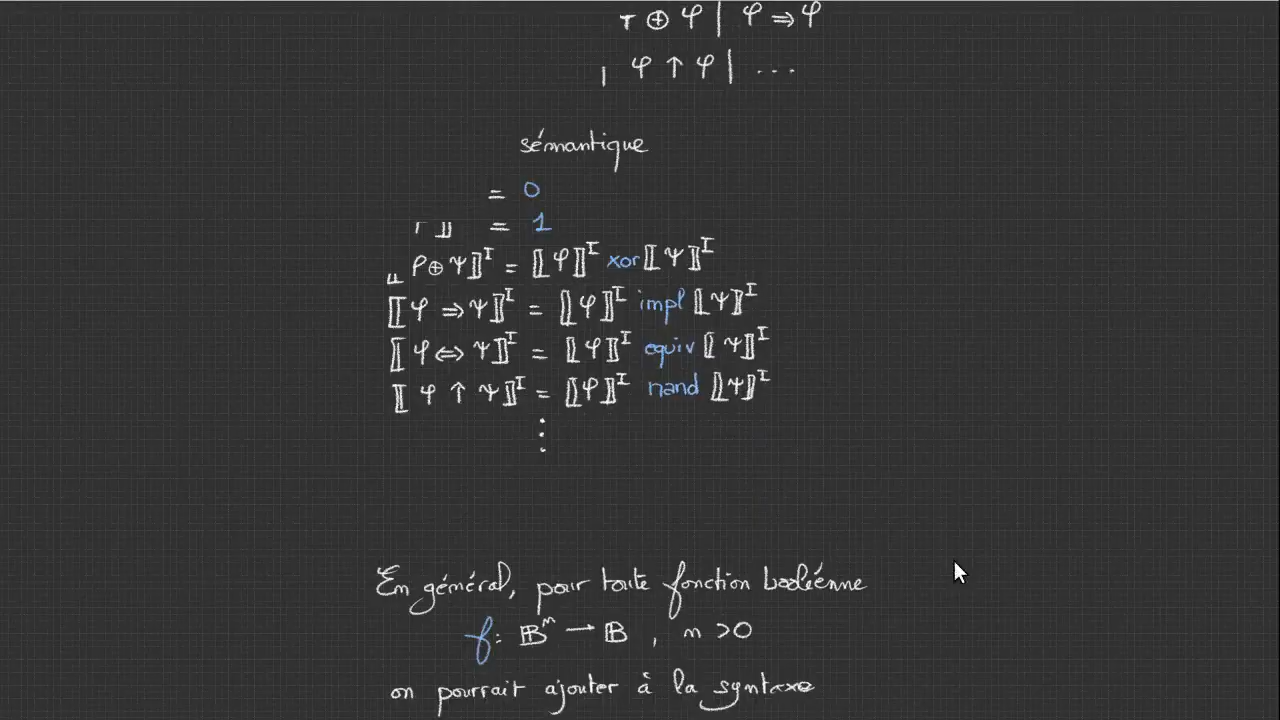 ⊕ φ | φ ⇒ φ
| φ ↑ φ | ...
sémantique
= 0
⟧ = 1
φ ⊕ ψ⟧ᴵ = ⟦φ⟧ᴵ xor ⟦ψ⟧ᴵ
⟦φ ⇒ ψ⟧ᴵ = ⟦φ⟧ᴵ impl ⟦ψ⟧ᴵ
⟦φ ⇔ ψ⟧ᴵ = ⟦φ⟧ᴵ equiv ⟦ψ⟧ᴵ
⟦φ ↑ ψ⟧ᴵ = ⟦φ⟧ᴵ nand ⟦ψ⟧ᴵ
⋮
En général, pour toute fonction booléenne
f : 𝔹ⁿ → 𝔹 , n > 0
on pourrait ajouter à la syntaxe